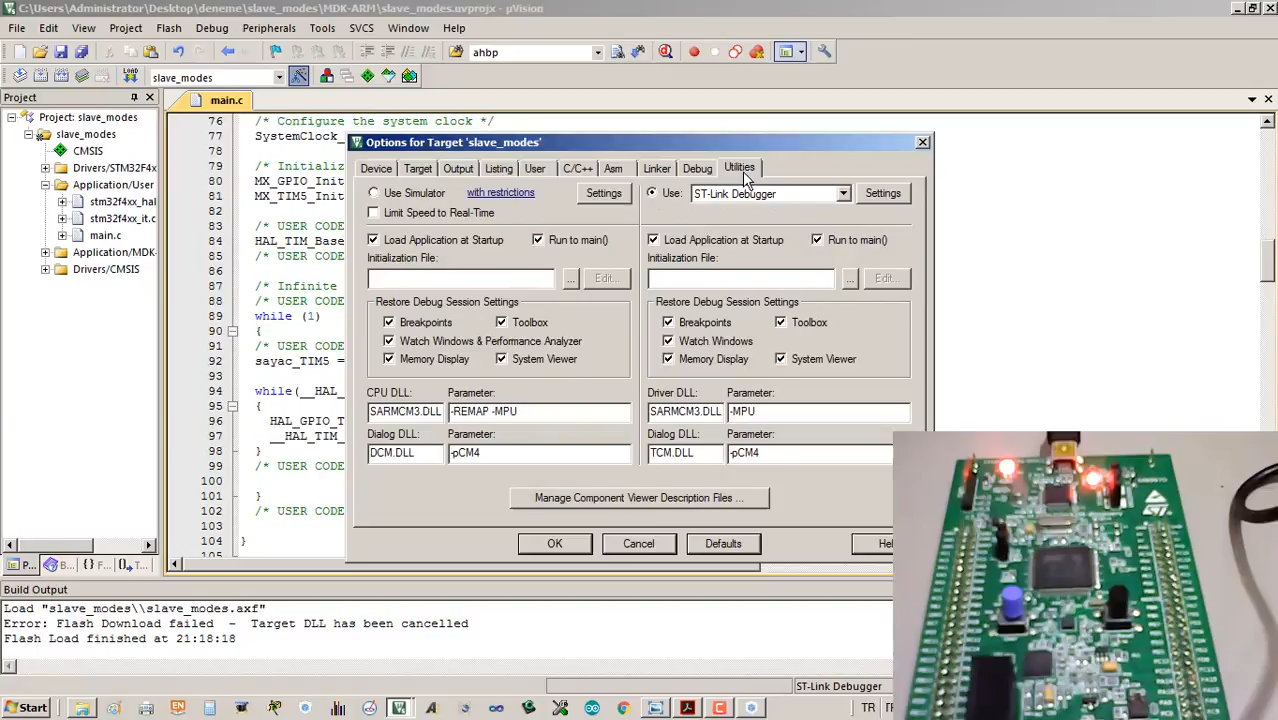 C:\Users\Administrator\Desktop\deneme\slave_modes\MDK-ARM\slave_modes.uvprojx - µVision
File Edit View Project Flash Debug Peripherals Tools SVCS Window Help
ahbp
slave_modes
Project
main.c
Project: slave_modes
slave_modes
CMSIS
Drivers/STM32F4x
Application/User
stm32f4xx_hal
stm32f4xx_it.c
main.c
Application/MDK-
Drivers/CMSIS
76 /* Configure the system clock */
77 SystemClock_
78
79 /* Initializ
80 MX_GPIO_Init
81 MX_TIM5_Init
82
83 /* USER CODE
84 HAL_TIM_Base
85 /* USER CODE
86
87 /* Infinite
88 /* USER CODE
89 while (1)
90 {
91 /* USER CODE
92 sayac_TIM5 =
93
94 while(__HAL_
95 {
96 HAL_GPIO_T
97 __HAL_TIM_
98 }
99 /* USER CODE
100
101 }
102 /* USER CODE
103
104 }
105
Options for Target 'slave_modes'
Device Target Output Listing User C/C++ Asm Linker Debug Utilities
Use Simulator with restrictions Settings
Limit Speed to Real-Time
Load Application at Startup Run to main()
Initialization File:
... Edit...
Restore Debug Session Settings
Breakpoints Toolbox
Watch Windows & Performance Analyzer
Memory Display System Viewer
CPU DLL: Parameter:
SARMCM3.DLL -REMAP -MPU
Dialog DLL: Parameter:
DCM.DLL -pCM4
Use: ST-Link Debugger Settings
Load Application at Startup Run to main()
Initialization File:
... Edit...
Restore Debug Session Settings
Breakpoints Toolbox
Watch Windows
Memory Display System Viewer
Driver DLL: Parameter:
SARMCM3.DLL -MPU
Dialog DLL: Parameter:
TCM.DLL -pCM4
Manage Component Viewer Description Files ...
OK Cancel Defaults Hel
Build Output
Load "slave_modes\\slave_modes.axf"
Error: Flash Download failed - Target DLL has been cancelled
Flash Load finished at 21:18:18
ST-Link Debugger
EN
TR